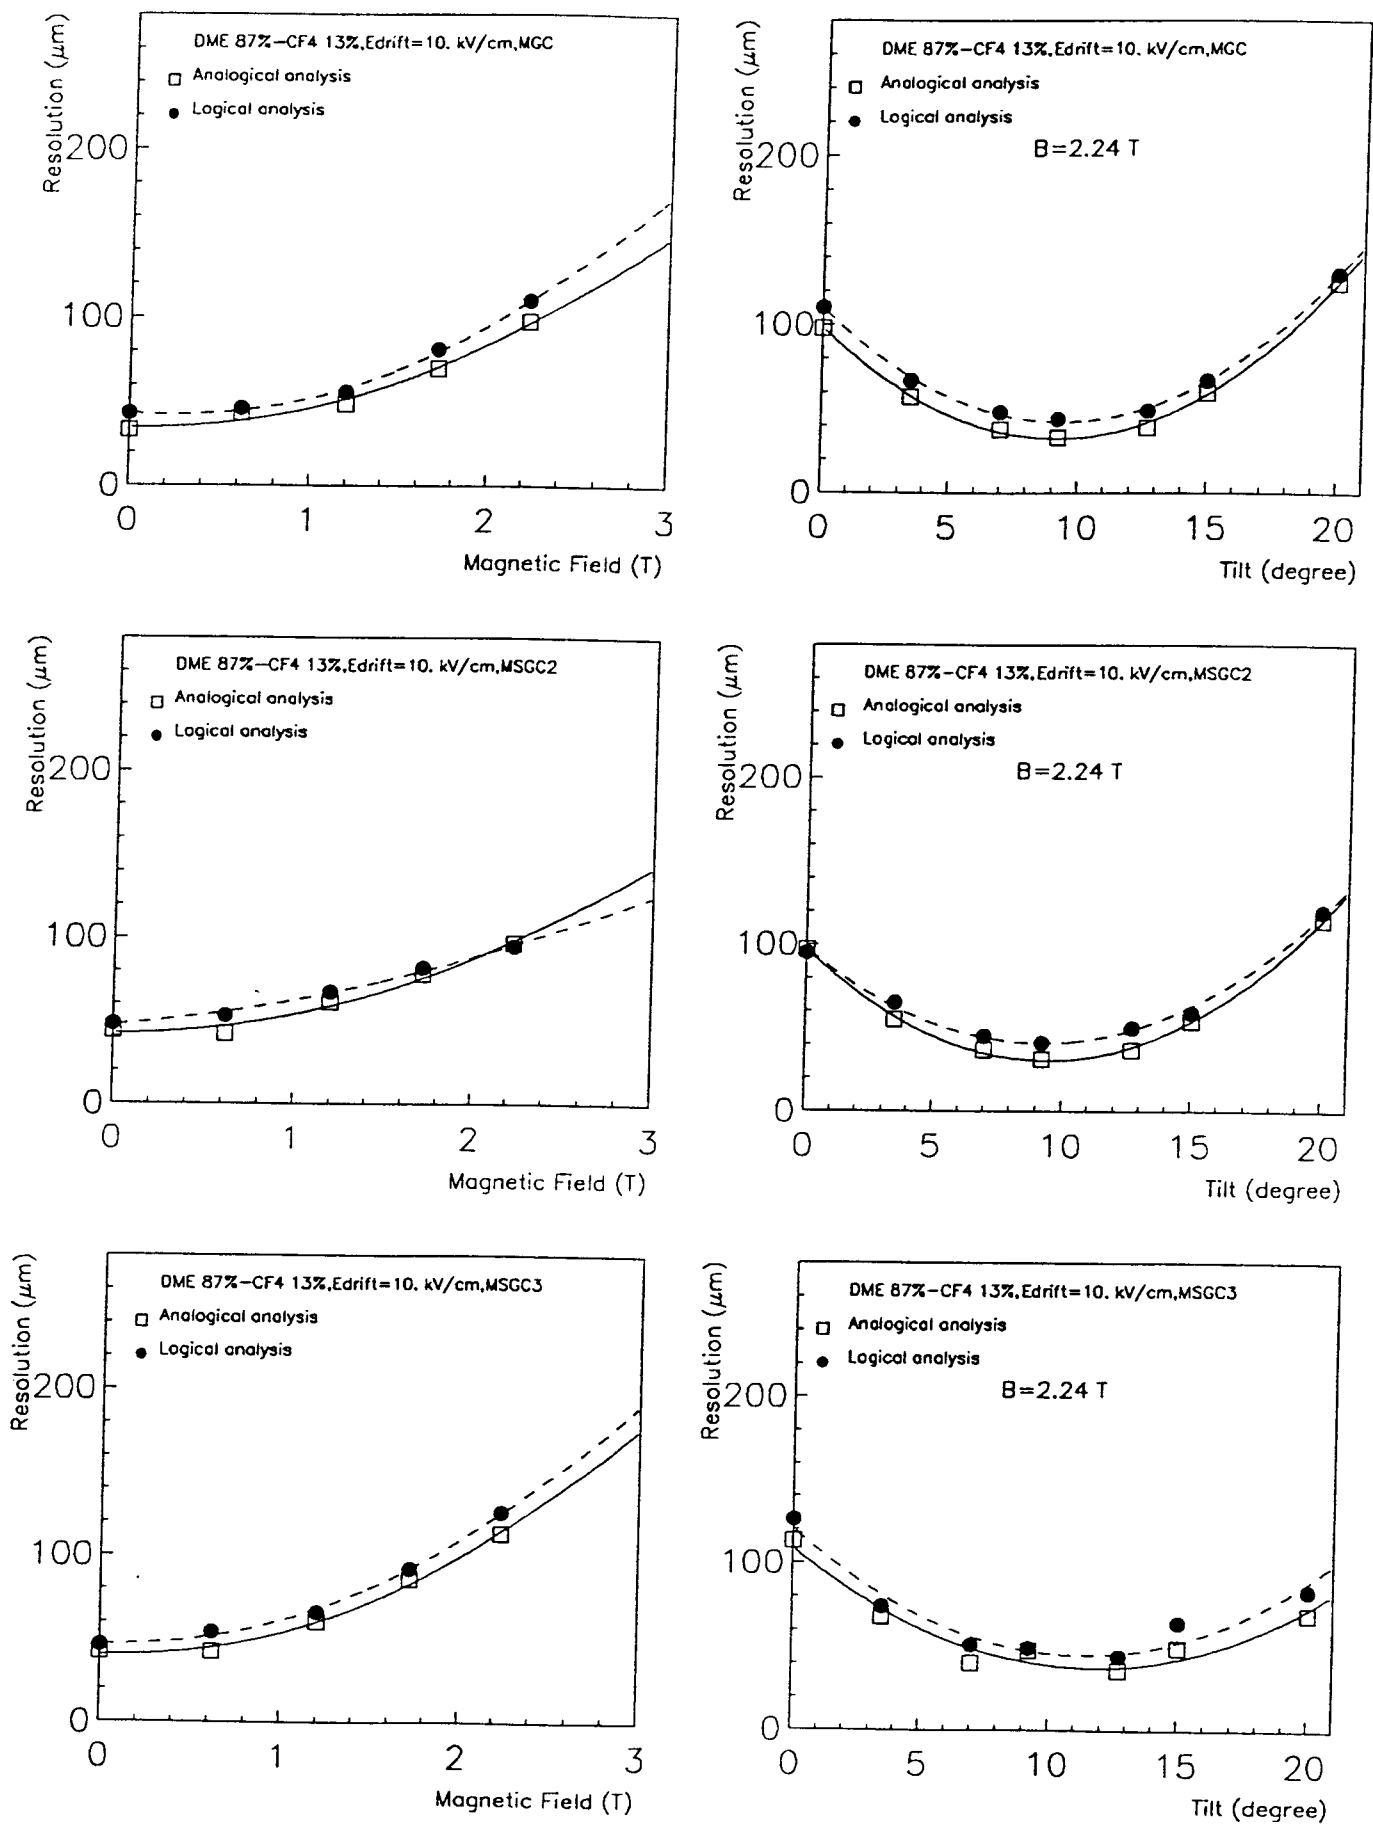 DME 87%-CF4 13%,Edrift=10. kV/cm,MGC
Analogical analysis
Logical analysis
Resolution (μm)
200
100
0
0 1 2 3
Magnetic Field (T)
DME 87%-CF4 13%,Edrift=10. kV/cm,MGC
Analogical analysis
Logical analysis
B=2.24 T
Resolution (μm)
200
100
0
0 5 10 15 20
Tilt (degree)
DME 87%-CF4 13%,Edrift=10. kV/cm,MSGC2
Analogical analysis
Logical analysis
Resolution (μm)
200
100
0
0 1 2 3
Magnetic Field (T)
DME 87%-CF4 13%,Edrift=10. kV/cm,MSGC2
Analogical analysis
Logical analysis
B=2.24 T
Resolution (μm)
200
100
0
0 5 10 15 20
Tilt (degree)
DME 87%-CF4 13%,Edrift=10. kV/cm,MSGC3
Analogical analysis
Logical analysis
Resolution (μm)
200
100
0
0 1 2 3
Magnetic Field (T)
DME 87%-CF4 13%,Edrift=10. kV/cm,MSGC3
Analogical analysis
Logical analysis
B=2.24 T
Resolution (μm)
200
100
0
0 5 10 15 20
Tilt (degree)